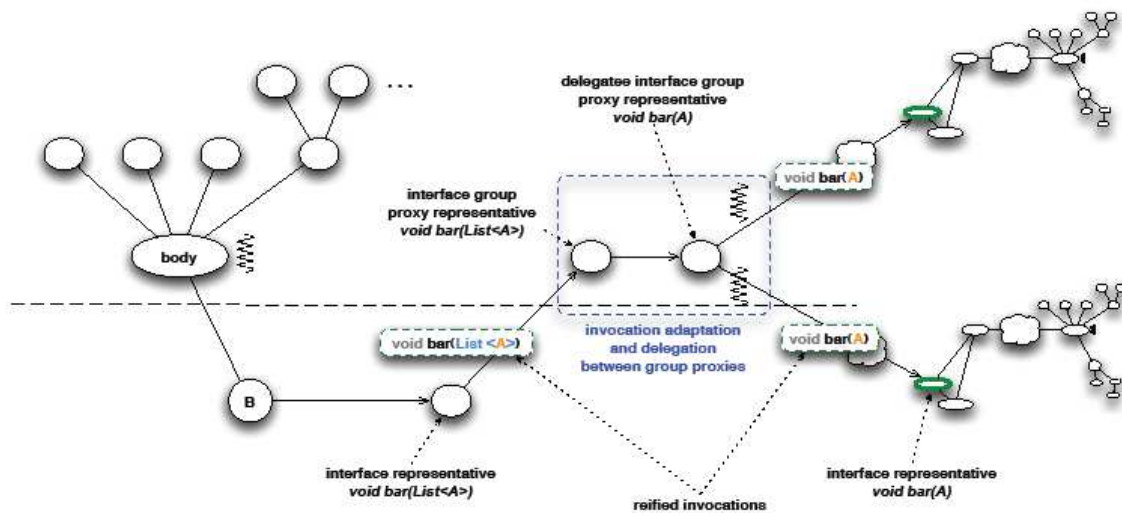 ...
delegatee interface group
proxy representative
void bar(A)
void bar(A)
interface group
proxy representative
void bar(List<A>)
body
void bar(List <A>)
invocation adaptation
and delegation
between group proxies
void bar(A)
B
interface representative
void bar(List<A>)
reified invocations
interface representative
void bar(A)